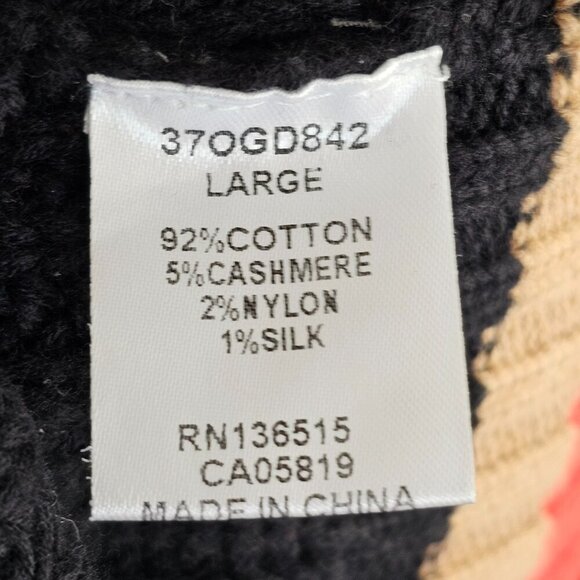 37OGD842
LARGE
92%COTTON
5%CASHMERE
2%NYLON
1%SILK
RN136515
CA05819
MADE IN CHINA